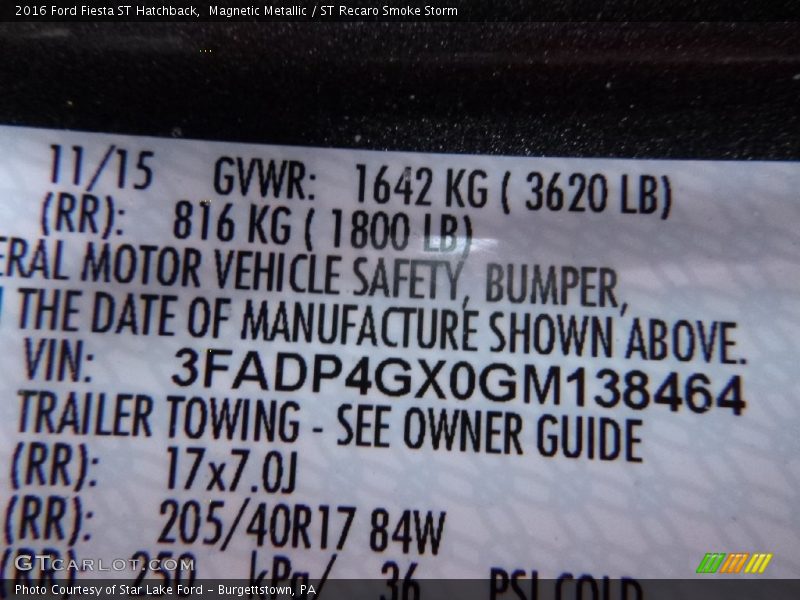 2016 Ford Fiesta ST Hatchback,  Magnetic Metallic / ST Recaro Smoke Storm
11/15 GVWR: 1642 KG ( 3620 LB)
(RR): 816 KG ( 1800 LB)
ERAL MOTOR VEHICLE SAFETY, BUMPER,
THE DATE OF MANUFACTURE SHOWN ABOVE.
VIN: 3FADP4GX0GM138464
TRAILER TOWING - SEE OWNER GUIDE
(RR): 17x7.0J
(RR): 205/40R17 84W
(RR) 250 kPa/ 36 PSI COLD
GTCARLOT.COM
Photo Courtesy of Star Lake Ford - Burgettstown, PA